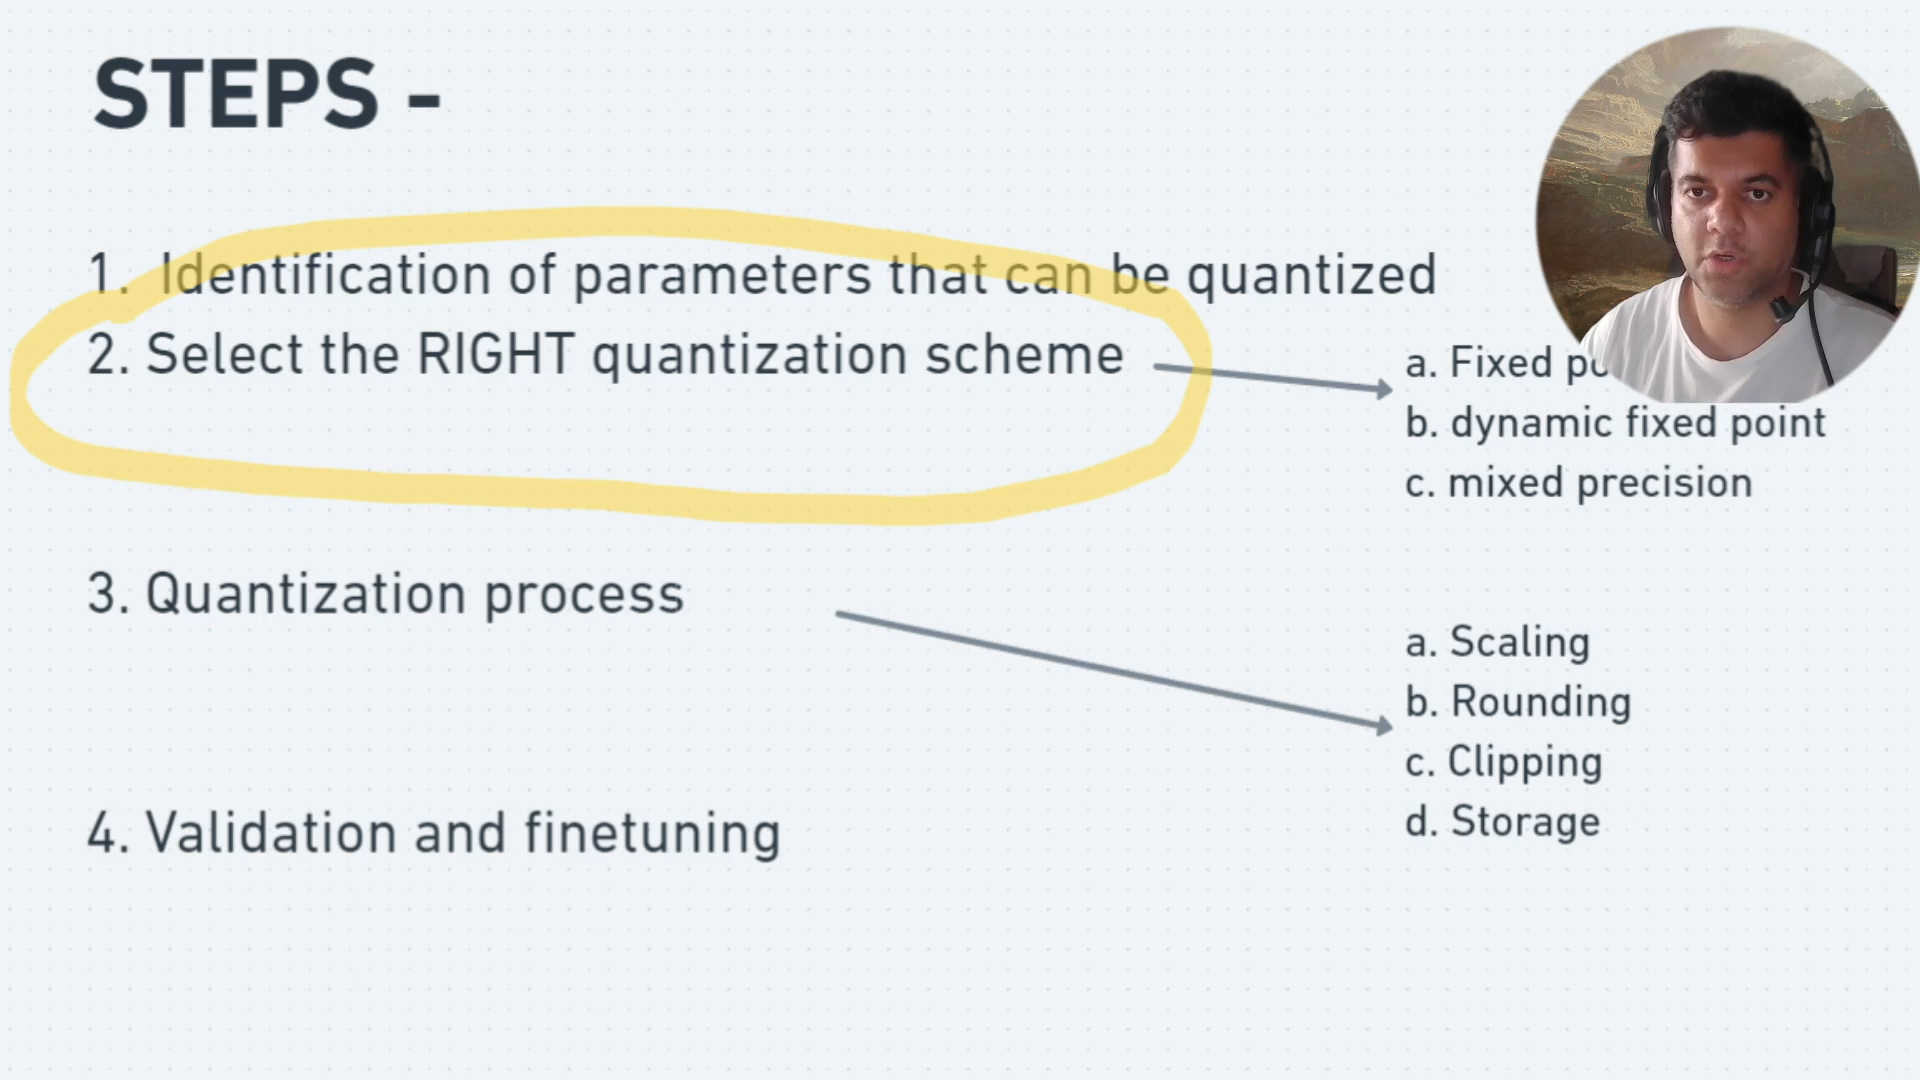 STEPS -
1. Identification of parameters that can be quantized
2. Select the RIGHT quantization scheme
a. Fixed
b. dynamic fixed point
c. mixed precision
3. Quantization process
a. Scaling
b. Rounding
c. Clipping
d. Storage
4. Validation and finetuning